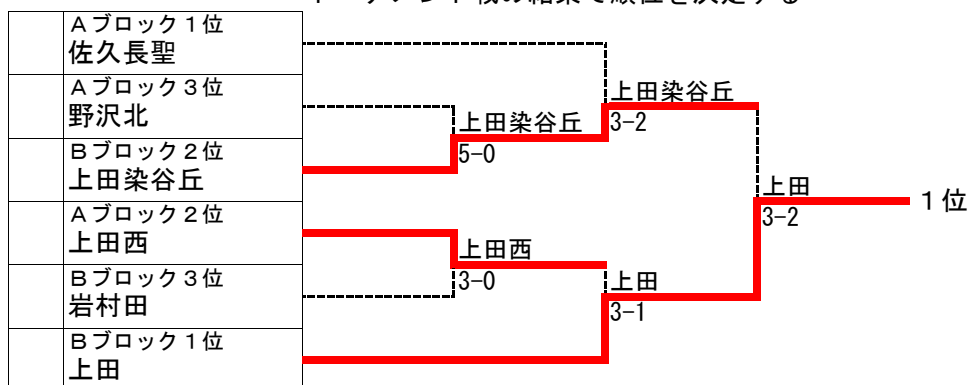 Aブロック1位
佐久長聖
Aブロック3位
野沢北
Bブロック2位
上田染谷丘
Aブロック2位
上田西
Bブロック3位
岩村田
Bブロック1位
上田
上田染谷丘
5-0
上田西
3-0
上田染谷丘
3-2
上田
3-1
上田
3-2
1位